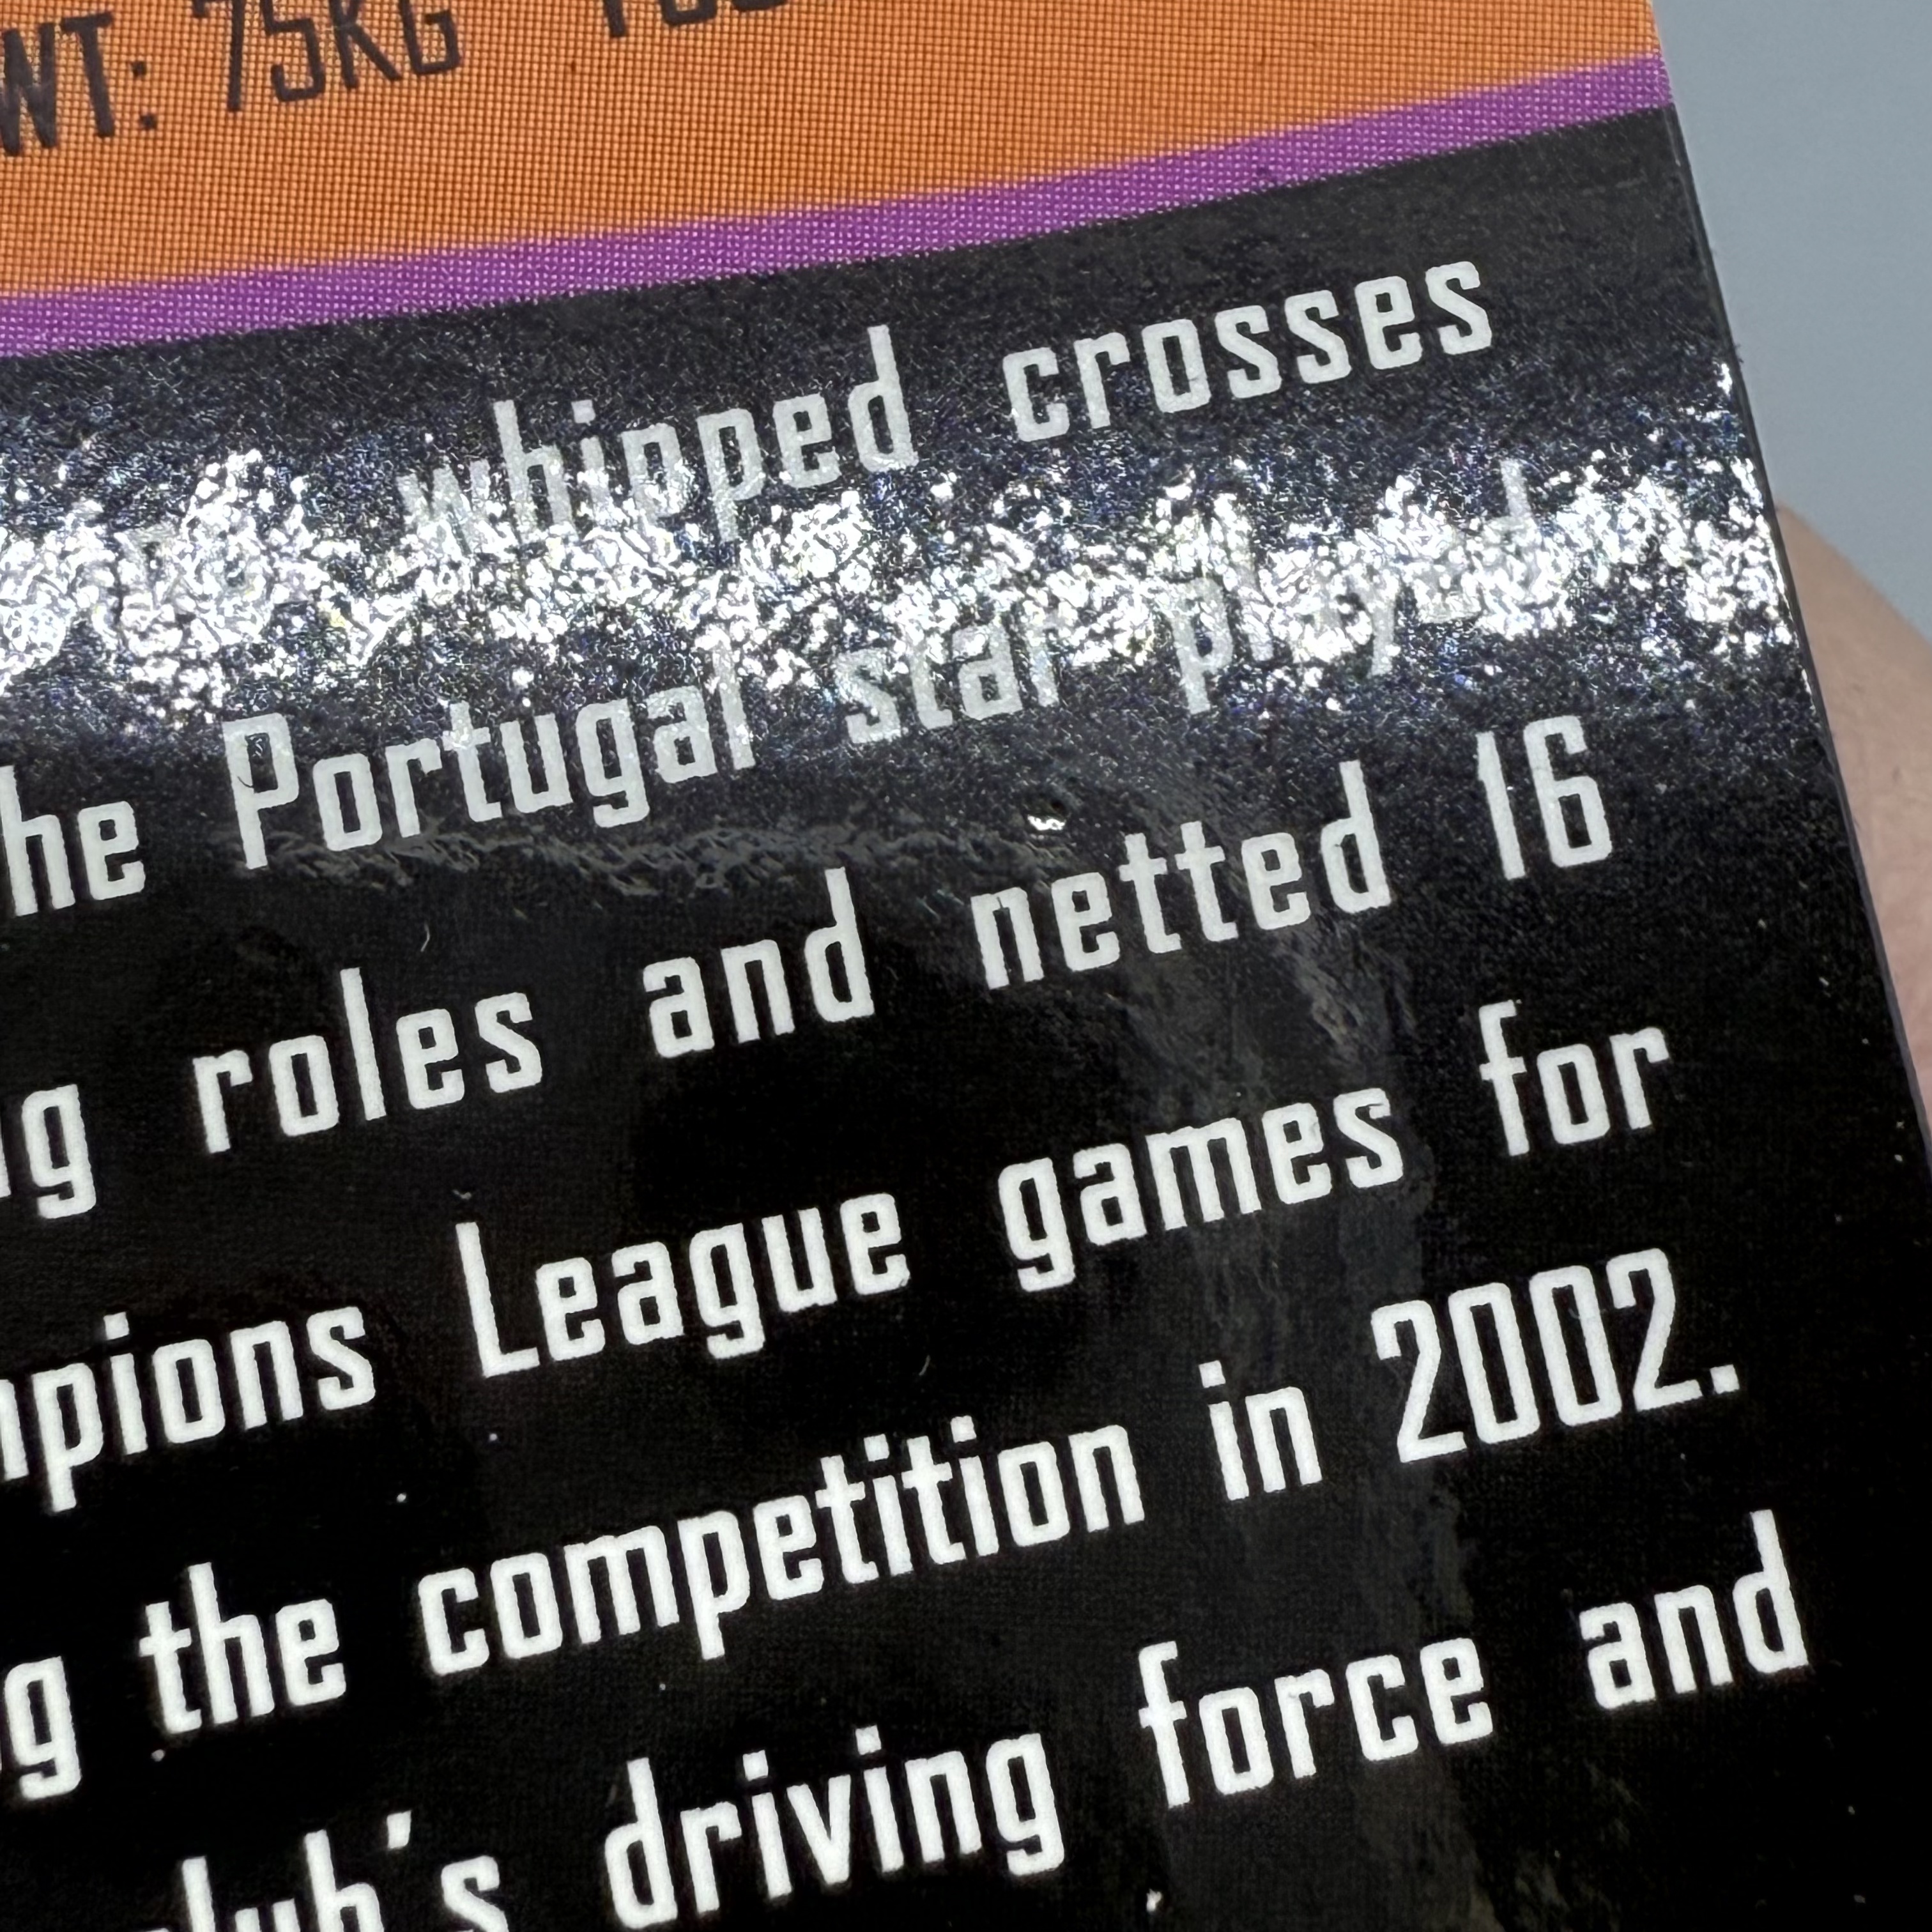 WT: 75KG
whipped crosses
he Portugal star played
g roles and netted 16
pions League games for
g the competition in 2002.
lub's driving force and